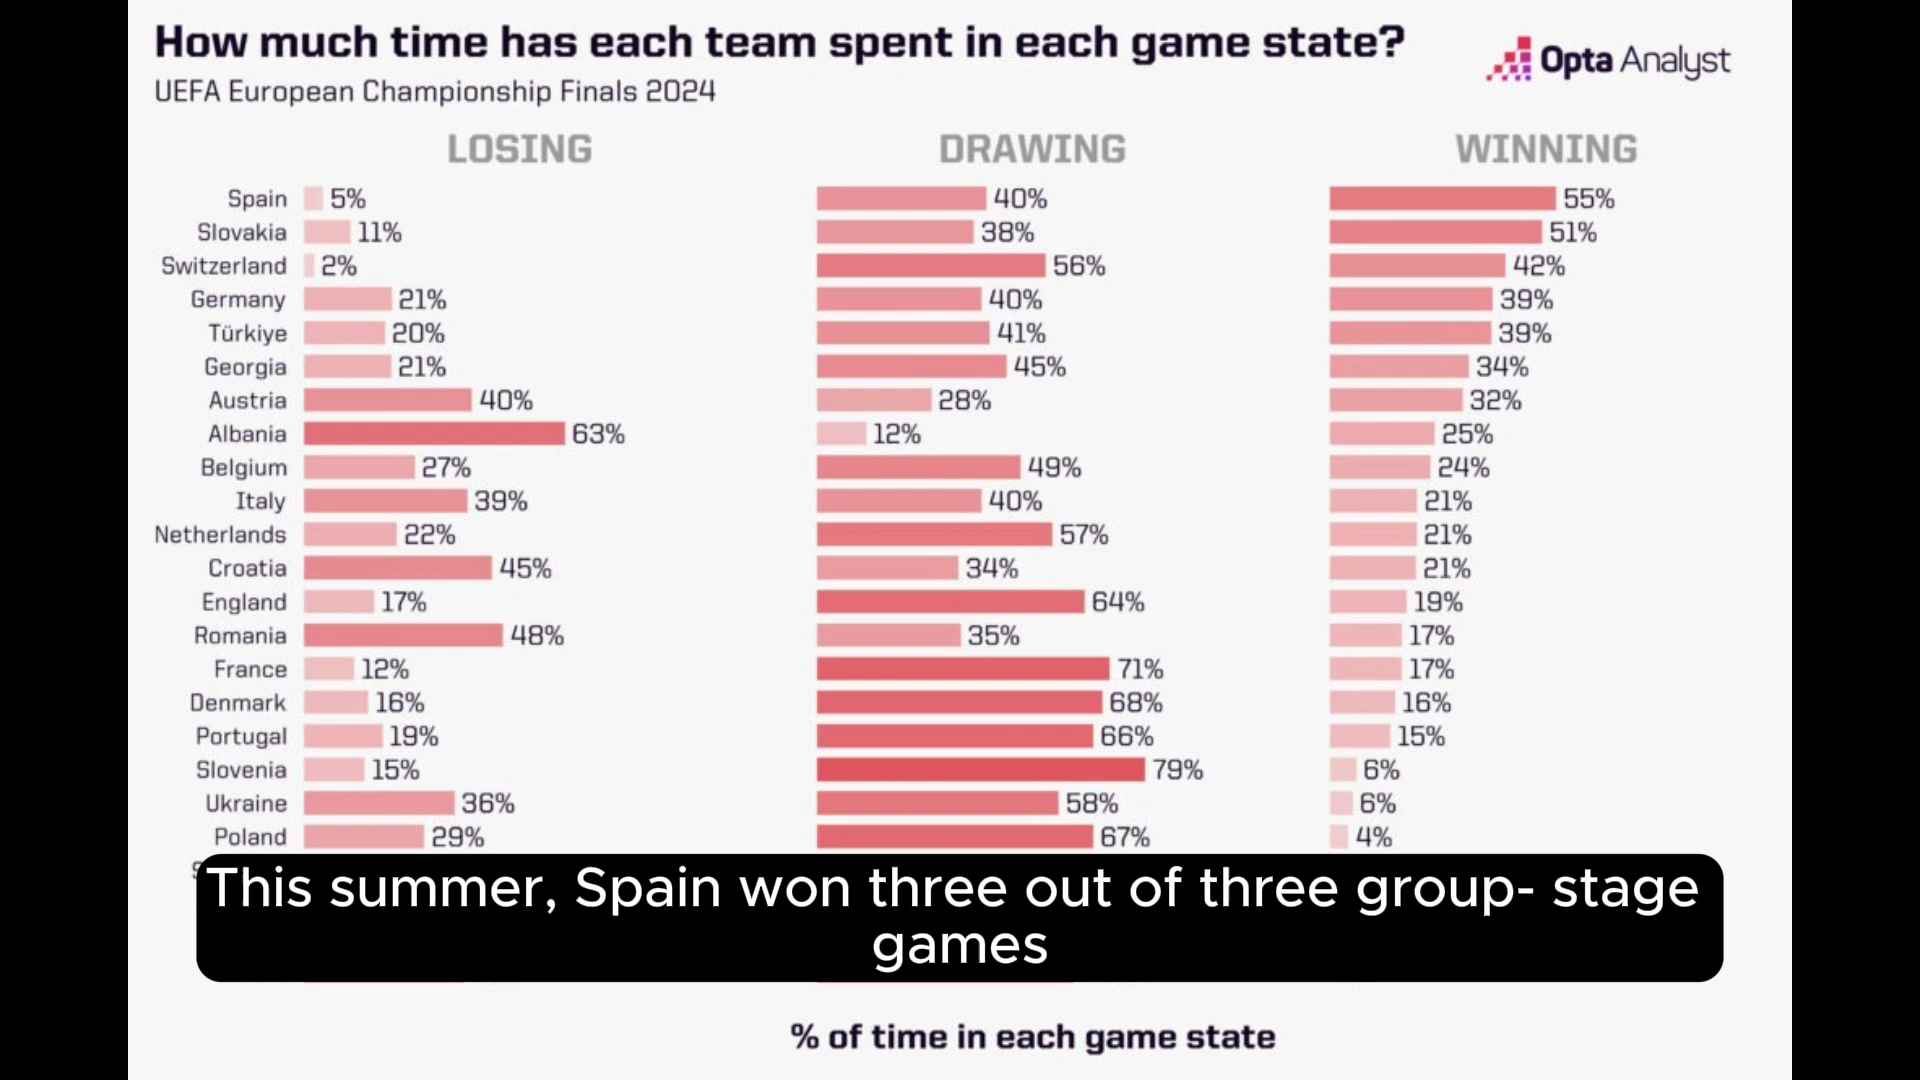 How much time has each team spent in each game state?
Opta Analyst
UEFA European Championship Finals 2024
LOSING DRAWING WINNING
Spain 5% 40% 55%
Slovakia 11% 38% 51%
Switzerland 2% 56% 42%
Germany 21% 40% 39%
Türkiye 20% 41% 39%
Georgia 21% 45% 34%
Austria 40% 28% 32%
Albania 63% 12% 25%
Belgium 27% 49% 24%
Italy 39% 40% 21%
Netherlands 22% 57% 21%
Croatia 45% 34% 21%
England 17% 64% 19%
Romania 48% 35% 17%
France 12% 71% 17%
Denmark 16% 68% 16%
Portugal 19% 66% 15%
Slovenia 15% 79% 6%
Ukraine 36% 58% 6%
Poland 29% 67% 4%
This summer, Spain won three out of three group- stage
games
% of time in each game state